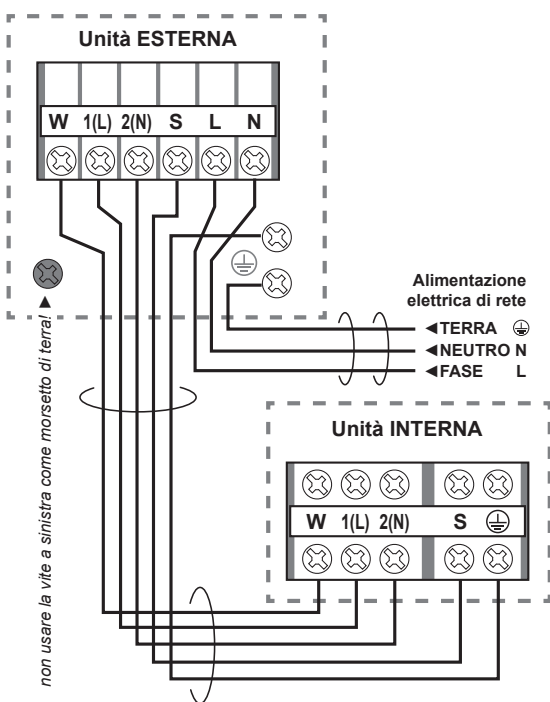 Unità ESTERNA
W 1(L) 2(N) S L N
Alimentazione
elettrica di rete
◄TERRA
◄NEUTRO N
◄FASE L
non usare la vite a sinistra come morsetto di terra! ►
Unità INTERNA
W 1(L) 2(N) S